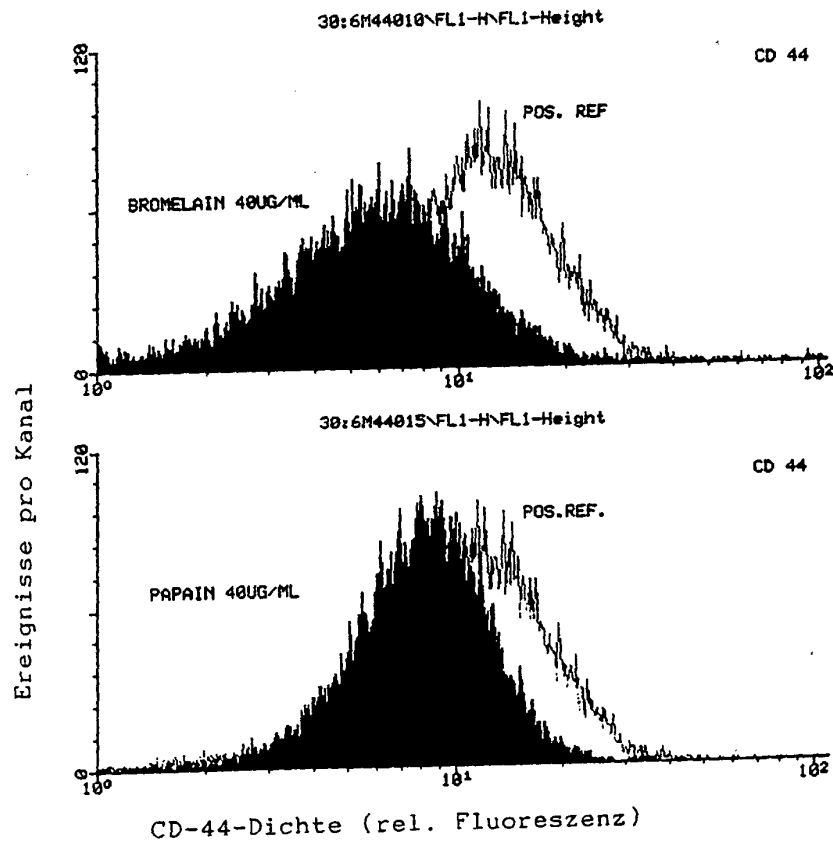 30:6M44010\FL1-H\FL1-Height
120
CD 44
POS. REF
BROMELAIN 40UG/ML
0
10⁰
10¹
10²
30:6M44015\FL1-H\FL1-Height
120
CD 44
POS.REF.
PAPAIN 40UG/ML
0
10⁰
10¹
10²
Ereignisse pro Kanal
CD-44-Dichte (rel. Fluoreszenz)